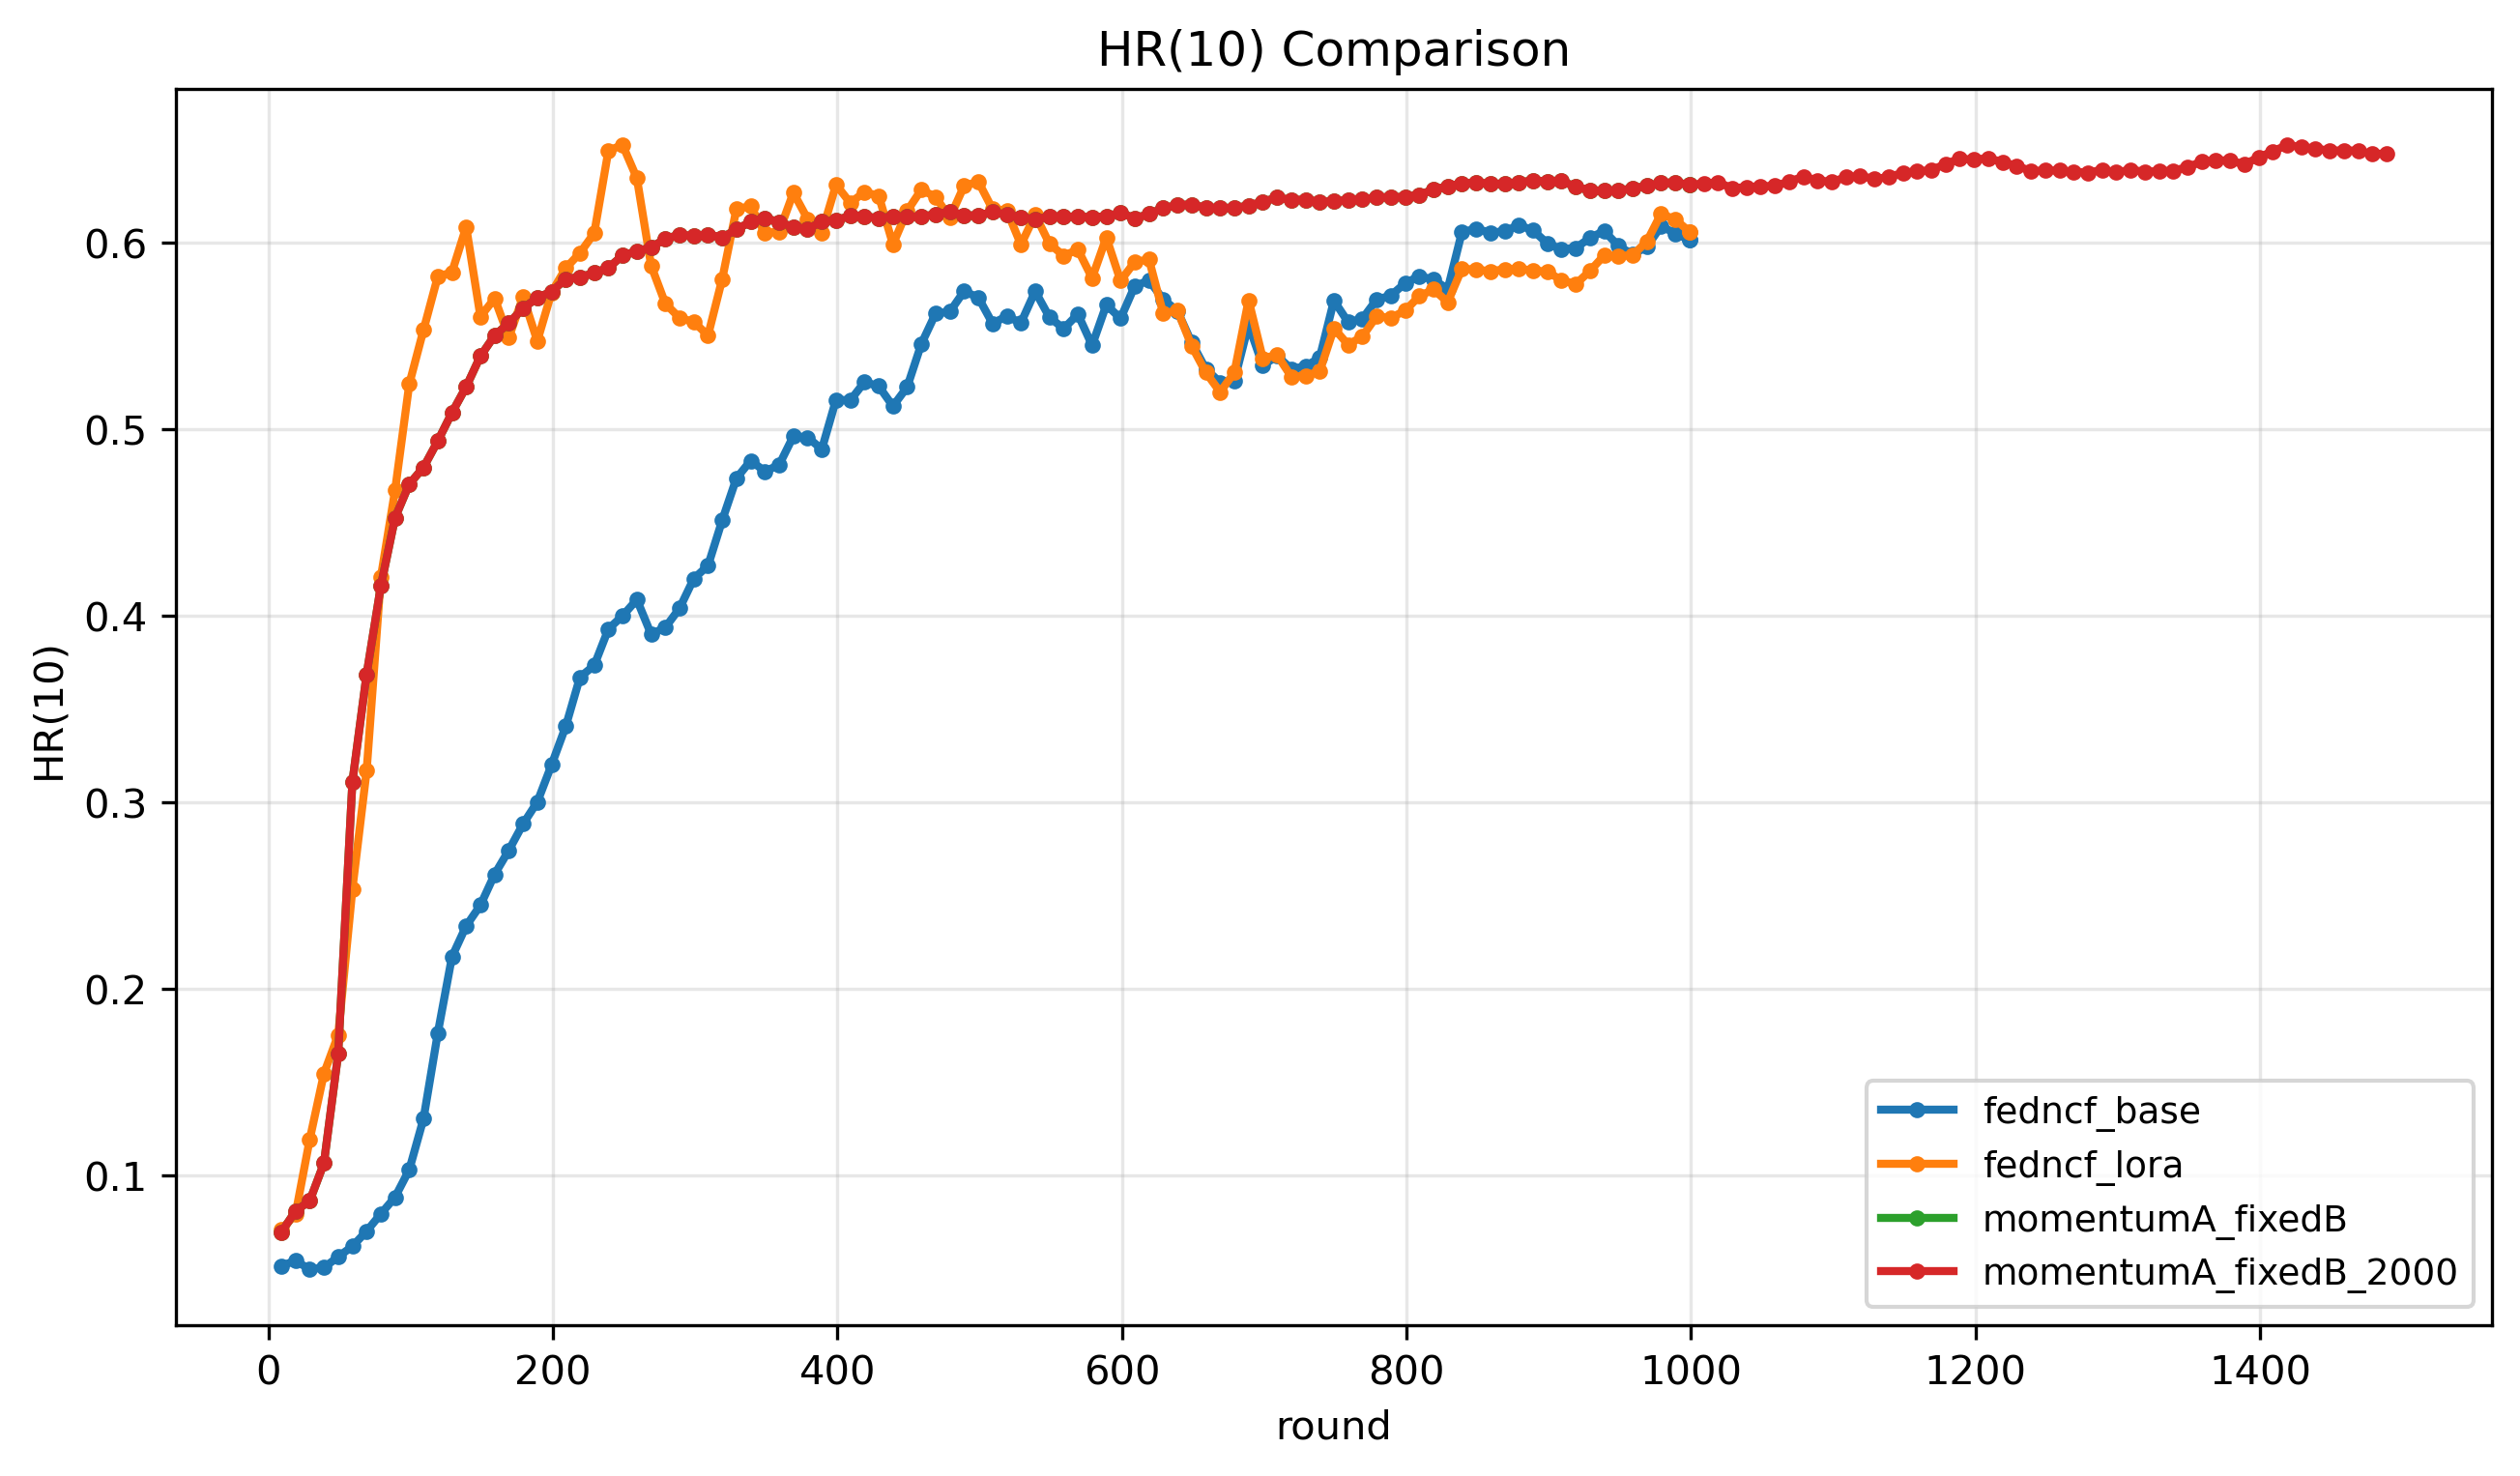 HR(10) Comparison
HR(10)
0.6
0.5
0.4
0.3
0.2
0.1
0 200 400 600 800 1000 1200 1400
round
fedncf_base
fedncf_lora
momentumA_fixedB
momentumA_fixedB_2000